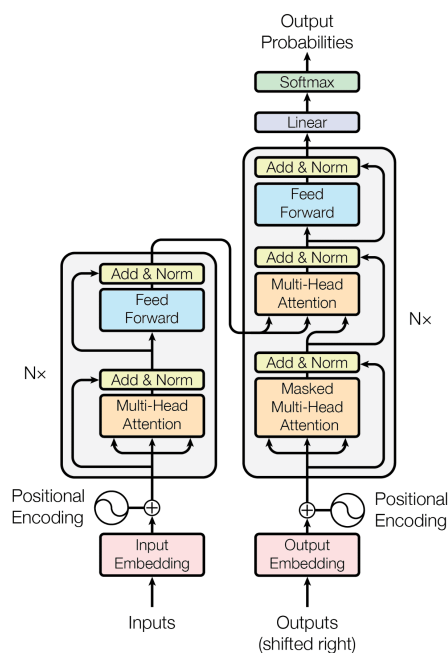 Output
Probabilities
Softmax
Linear
Add & Norm
Feed
Forward
Add & Norm
Multi-Head
Attention
Nx
Add & Norm
Masked
Multi-Head
Attention
Positional
Encoding
Output
Embedding
Outputs
(shifted right)
Add & Norm
Feed
Forward
Nx
Add & Norm
Multi-Head
Attention
Positional
Encoding
Input
Embedding
Inputs